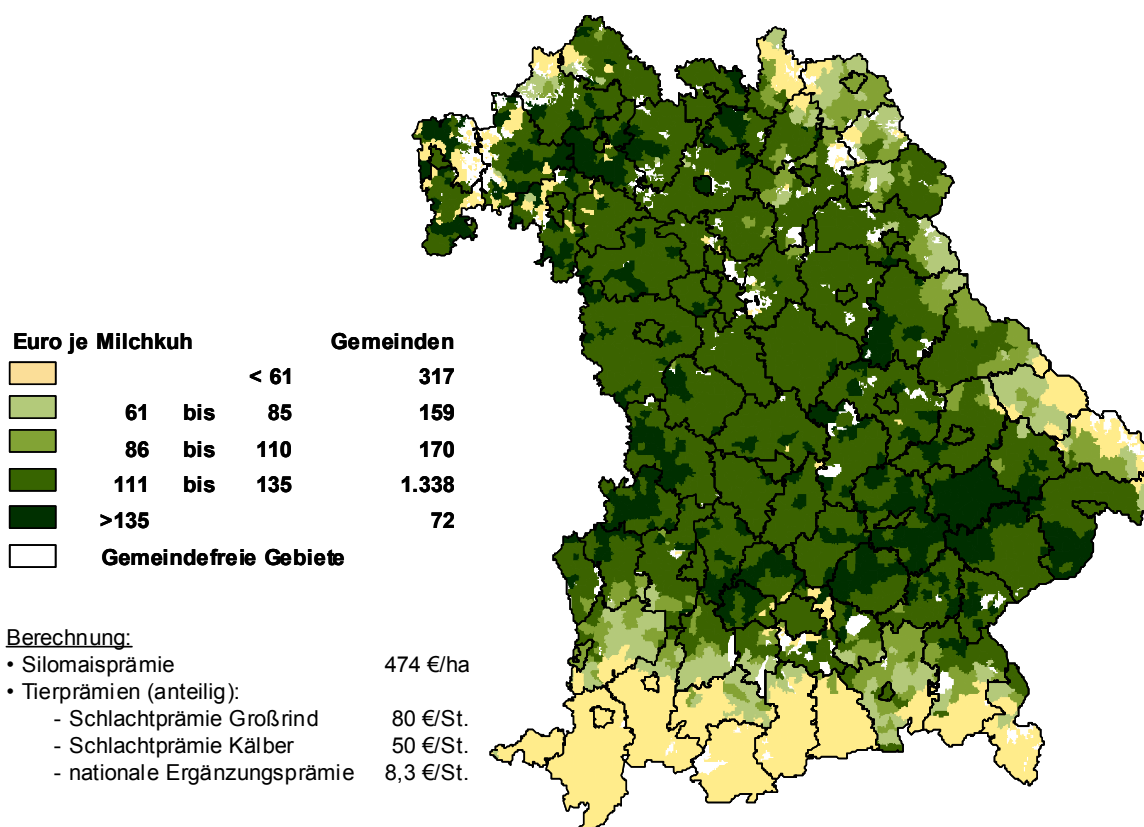 Euro je Milchkuh Gemeinden
< 61 317
61 bis 85 159
86 bis 110 170
111 bis 135 1.338
>135 72
Gemeindefreie Gebiete
Berechnung:
• Silomaisprämie 474 €/ha
• Tierprämien (anteilig):
- Schlachtprämie Großrind 80 €/St.
- Schlachtprämie Kälber 50 €/St.
- nationale Ergänzungsprämie 8,3 €/St.